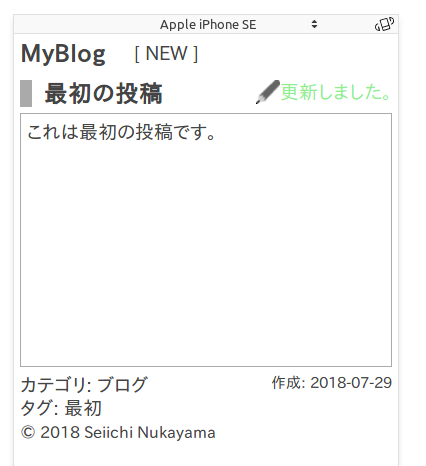 Apple iPhone SE
MyBlog [ NEW ]
最初の投稿 更新しました。
これは最初の投稿です。
カテゴリ: ブログ 作成: 2018-07-29
タグ: 最初
© 2018 Seiichi Nukayama